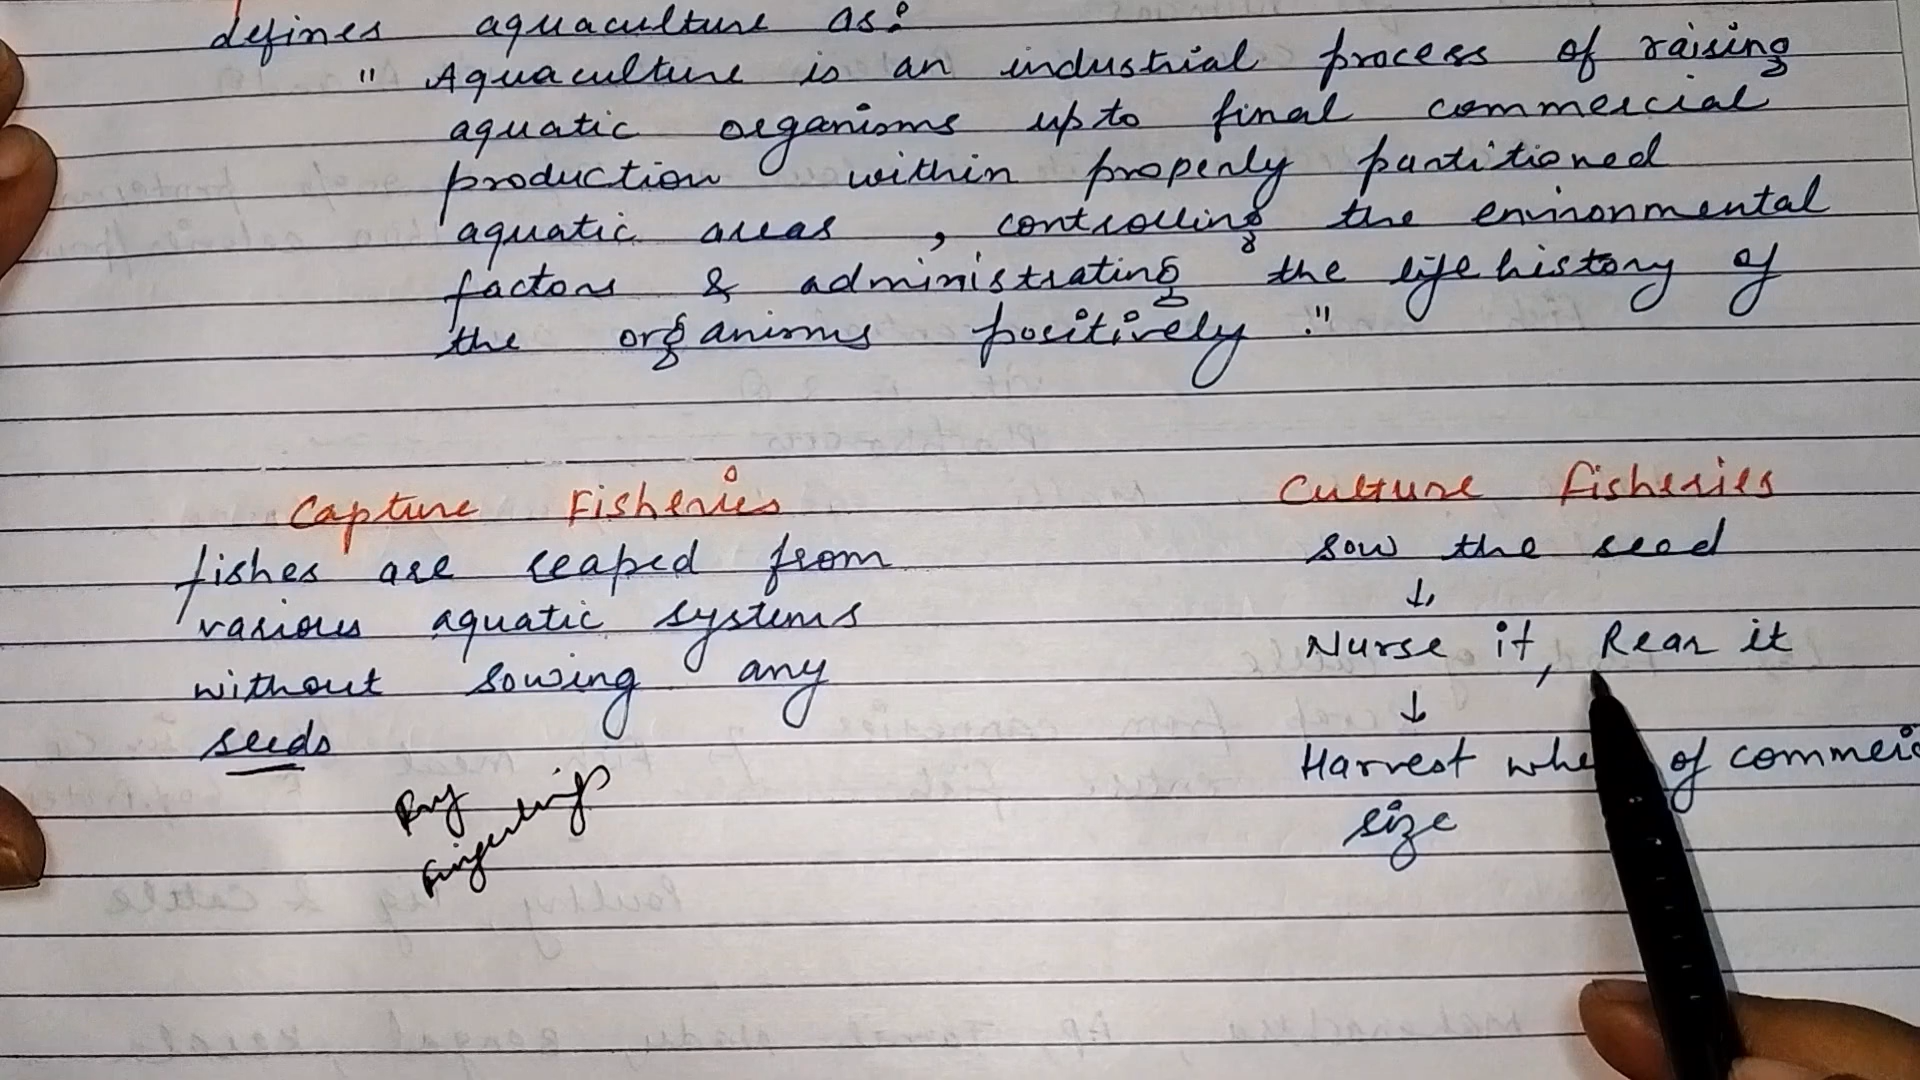 defines aquaculture as:
" Aquaculture is an industrial process of raising
aquatic organisms upto final commercial
production within properly partitioned
aquatic areas , controlling the environmental
factors & administrating the life history of
the organisms positively ."
Capture Fisheries
fishes are reaped from
various aquatic systems
without sowing any
seeds
Fingerlings
Culture fisheries
sow the seed
↓
Nurse it, Rear it
↓
Harvest of
size